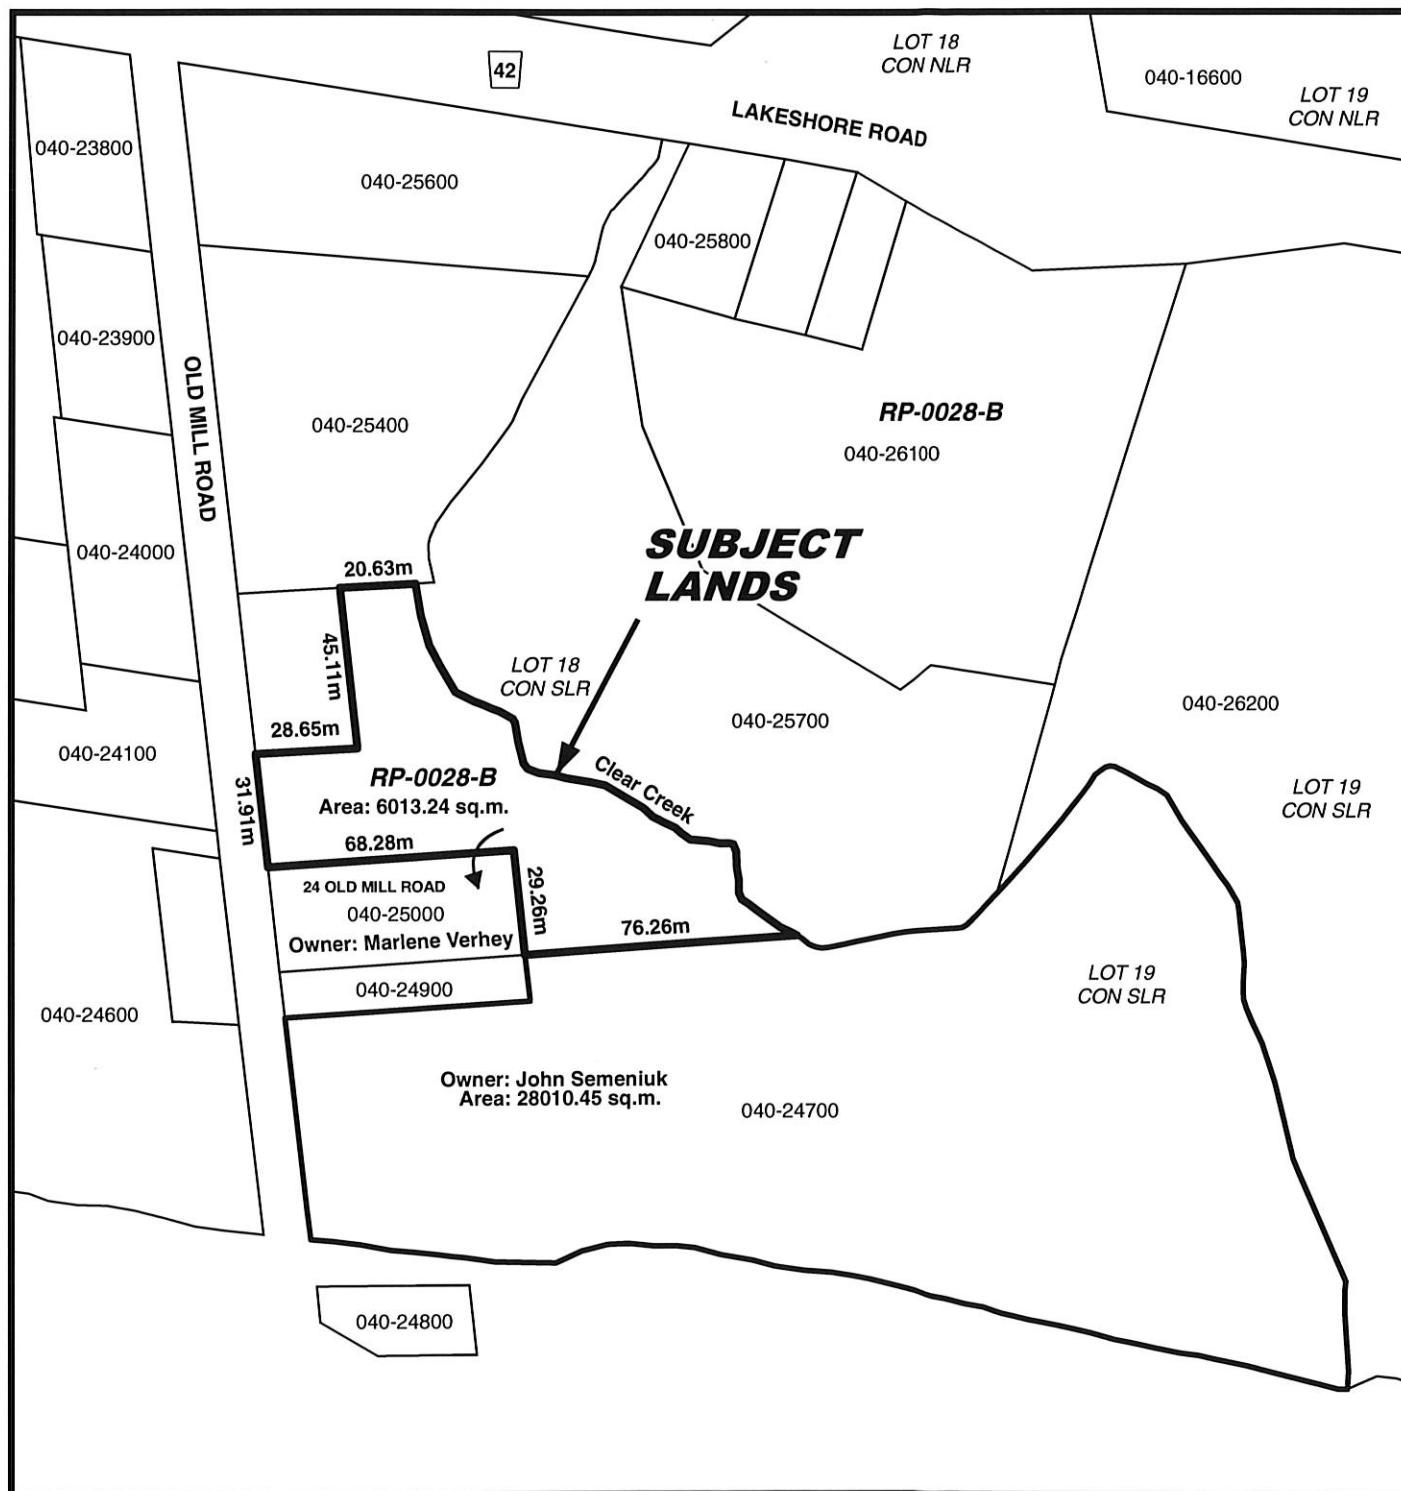 LOT 18
CON NLR
42
040-16600
LOT 19
CON NLR
LAKESHORE ROAD
040-23800
040-25600
040-25800
040-23900
OLD MILL ROAD
RP-0028-B
040-25400
040-26100
SUBJECT
LANDS
040-24000
20.63m
45.11m
LOT 18
CON SLR
040-26200
28.65m
040-25700
040-24100
Clear Creek
RP-0028-B
31.91m
Area: 6013.24 sq.m.
LOT 19
CON SLR
68.28m
24 OLD MILL ROAD
29.26m
040-25000
76.26m
Owner: Marlene Verhey
040-24900
LOT 19
CON SLR
040-24600
Owner: John Semeniuk
Area: 28010.45 sq.m.
040-24700
040-24800